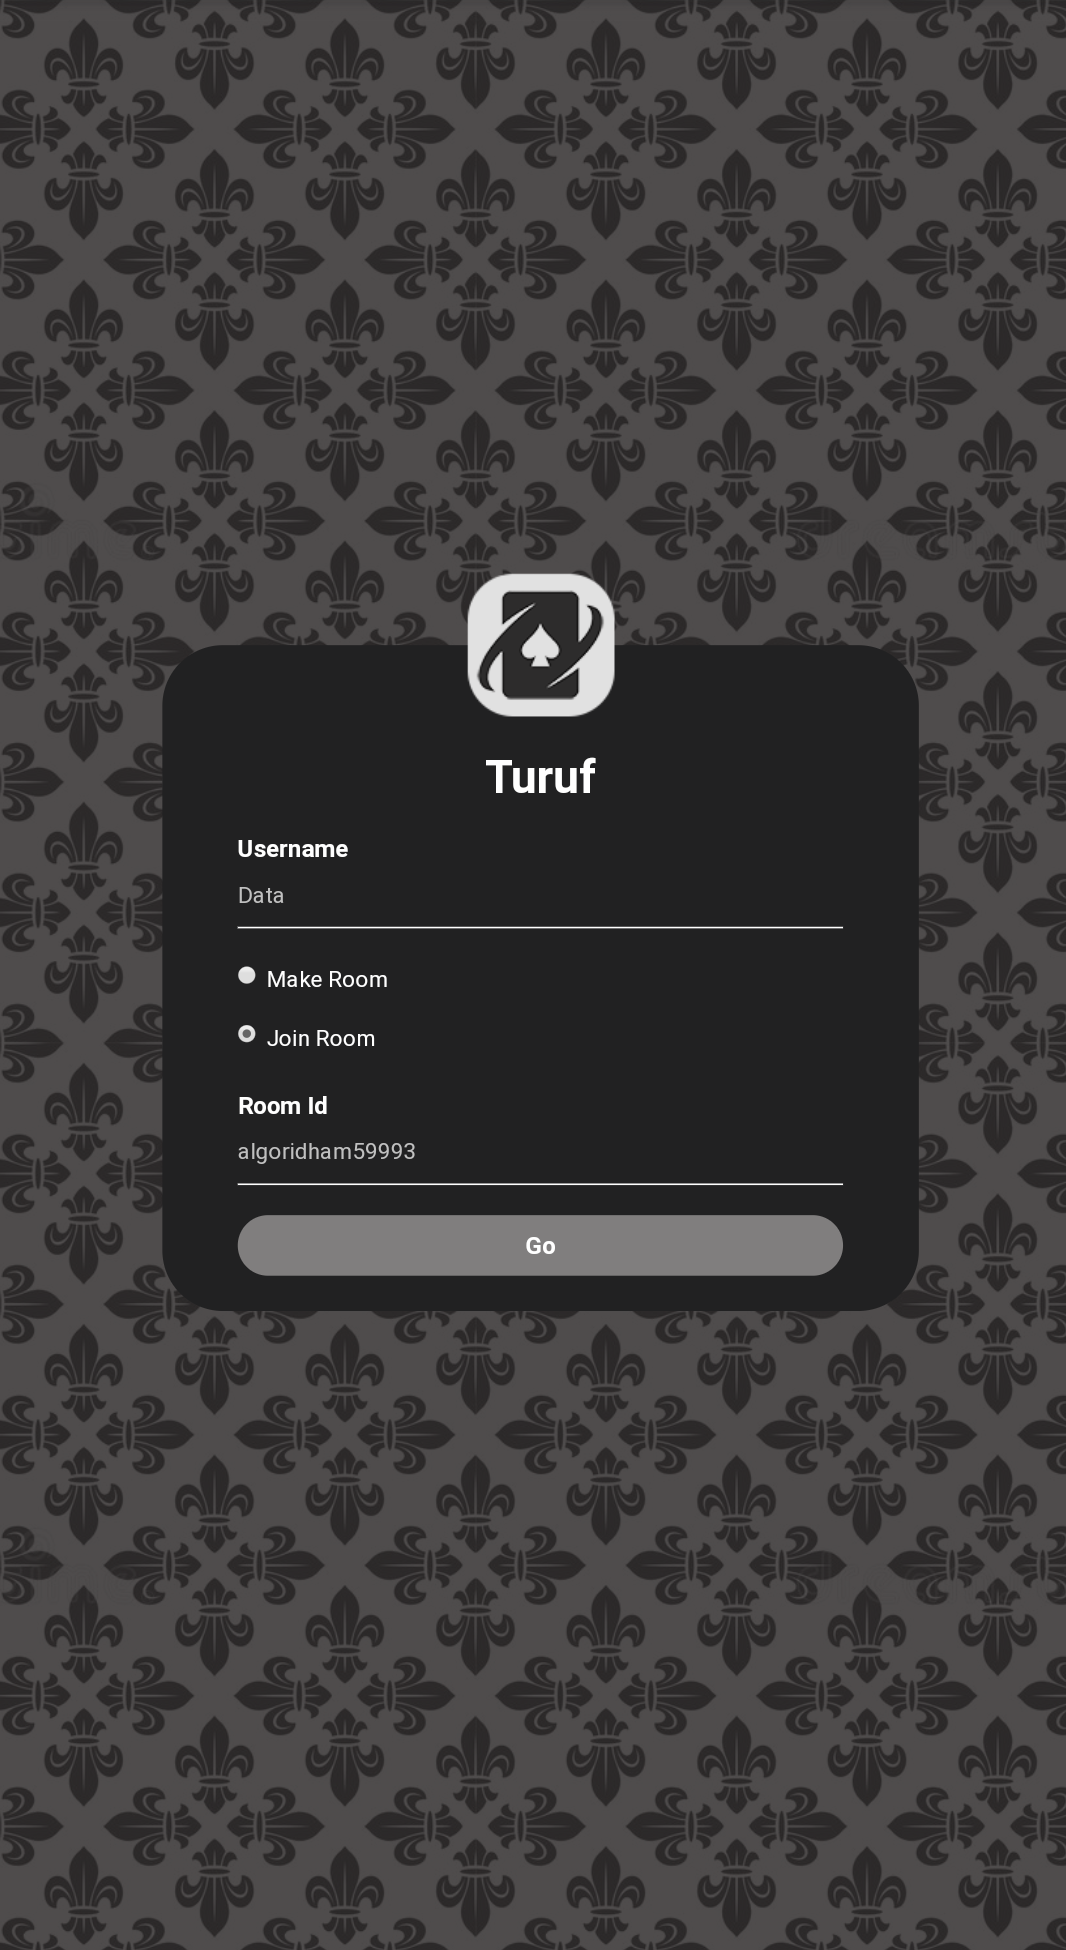 Turuf
Username
Data
Make Room
Join Room
Room Id
algoridham59993
Go